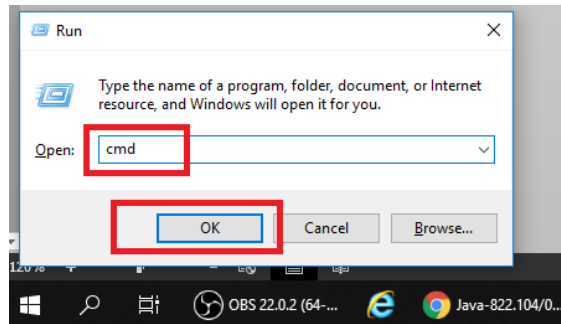 Run
Type the name of a program, folder, document, or Internet
resource, and Windows will open it for you.
Open: cmd
OK Cancel Browse...
120%
OBS 22.0.2 (64-... Java-822.104/0...